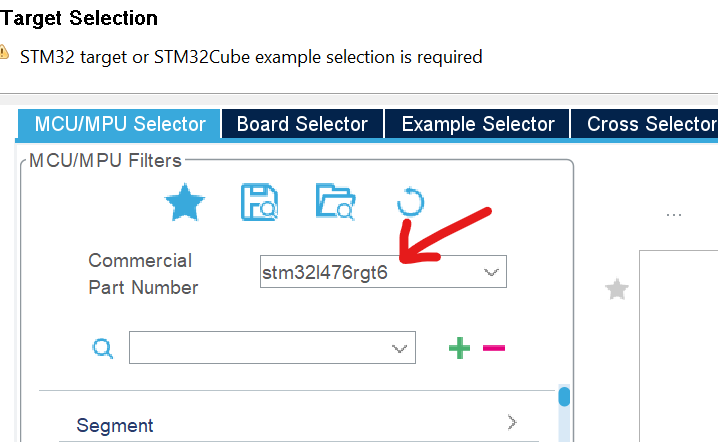 Target Selection
STM32 target or STM32Cube example selection is required
MCU/MPU Selector
Board Selector
Example Selector
Cross Selector
MCU/MPU Filters
...
Commercial
Part Number
stm32l476rgt6
Segment